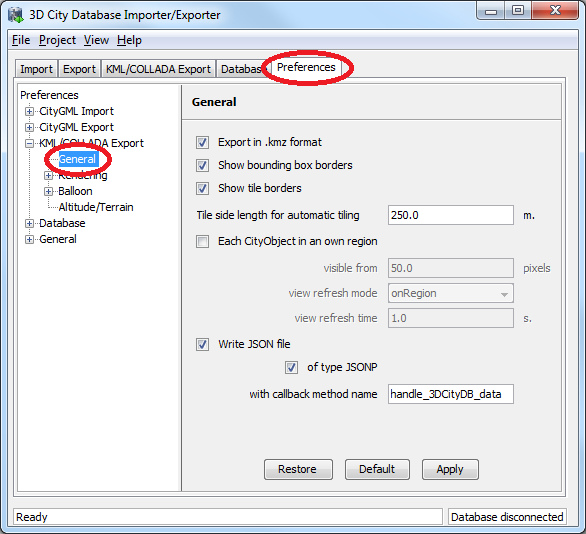 3D City Database Importer/Exporter
File Project View Help
Import Export KML/COLLADA Export Database Preferences
Preferences
CityGML Import
CityGML Export
KML/COLLADA Export
General
Rendering
Balloon
Altitude/Terrain
Database
General
General
Export in .kmz format
Show bounding box borders
Show tile borders
Tile side length for automatic tiling 250.0 m.
Each CityObject in an own region
visible from 50.0 pixels
view refresh mode onRegion
view refresh time 1.0 s.
Write JSON file
of type JSONP
with callback method name handle_3DCityDB_data
Restore Default Apply
Ready Database disconnected